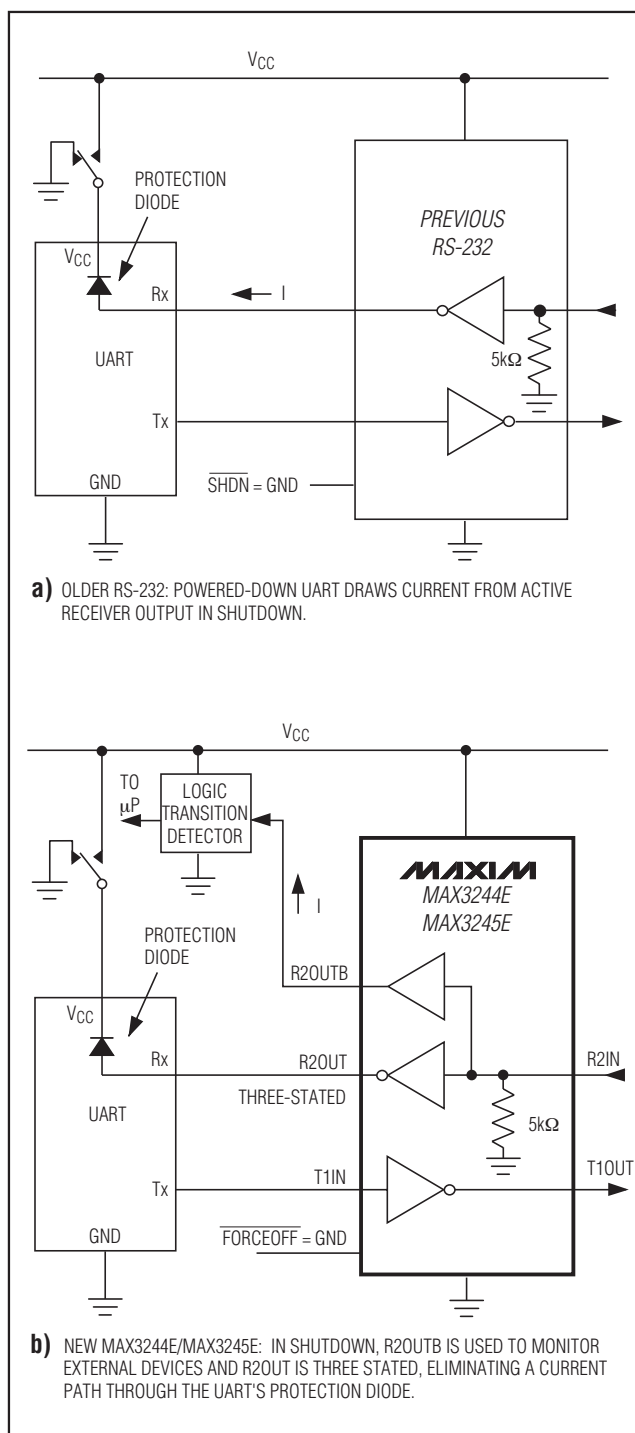 VCC
PROTECTION
DIODE
PREVIOUS
RS-232
VCC
Rx
I
5kΩ
UART
Tx
GND
SHDN = GND
a) OLDER RS-232: POWERED-DOWN UART DRAWS CURRENT FROM ACTIVE
RECEIVER OUTPUT IN SHUTDOWN.
VCC
TO
μP
LOGIC
TRANSITION
DETECTOR
MAXIM
MAX3244E
MAX3245E
I
PROTECTION
DIODE
R2OUTB
VCC
Rx
R2OUT
R2IN
THREE-STATED
UART
5kΩ
Tx
T1IN
T1OUT
GND
FORCEOFF = GND
b) NEW MAX3244E/MAX3245E: IN SHUTDOWN, R2OUTB IS USED TO MONITOR
EXTERNAL DEVICES AND R2OUT IS THREE STATED, ELIMINATING A CURRENT
PATH THROUGH THE UART'S PROTECTION DIODE.